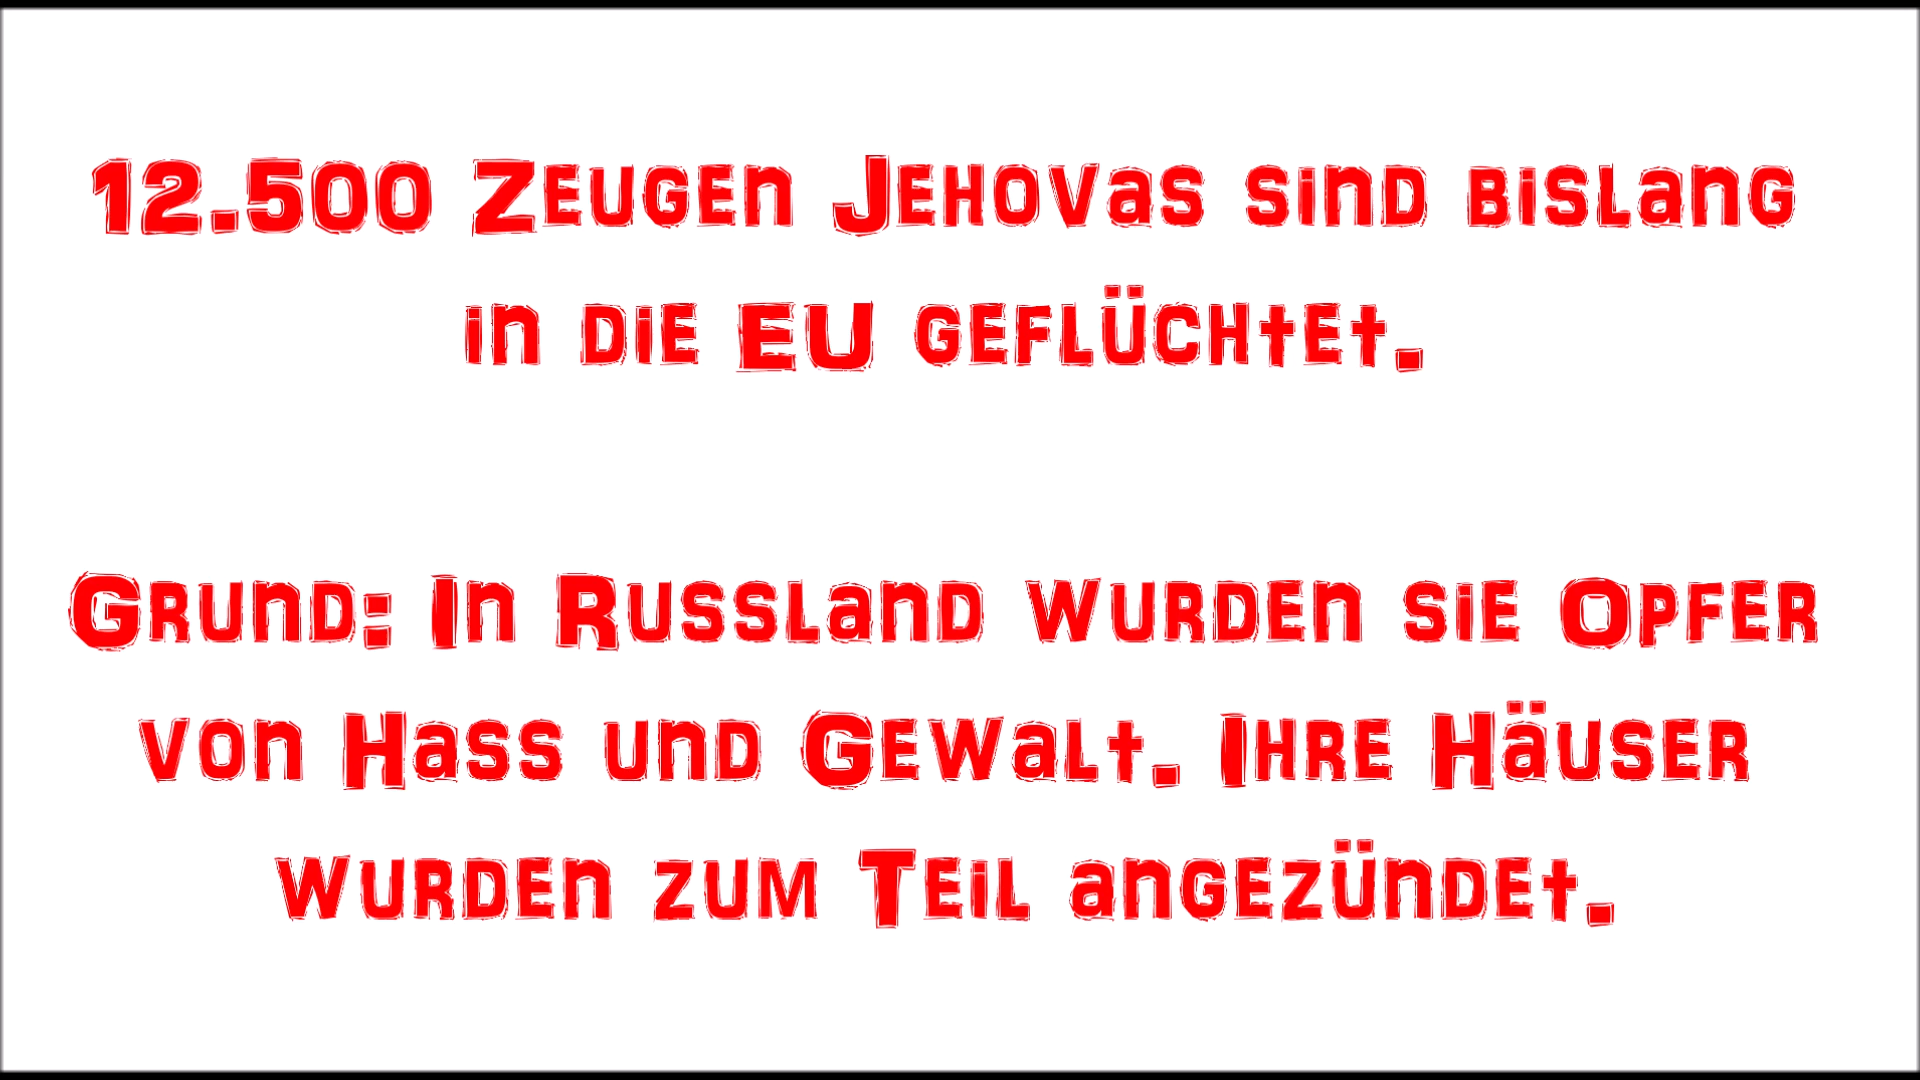 12.500 Zeugen Jehovas sind bislang
in die EU geflüchtet.
Grund: In Russland wurden sie Opfer
von Hass und Gewalt. Ihre Häuser
wurden zum Teil angezündet.